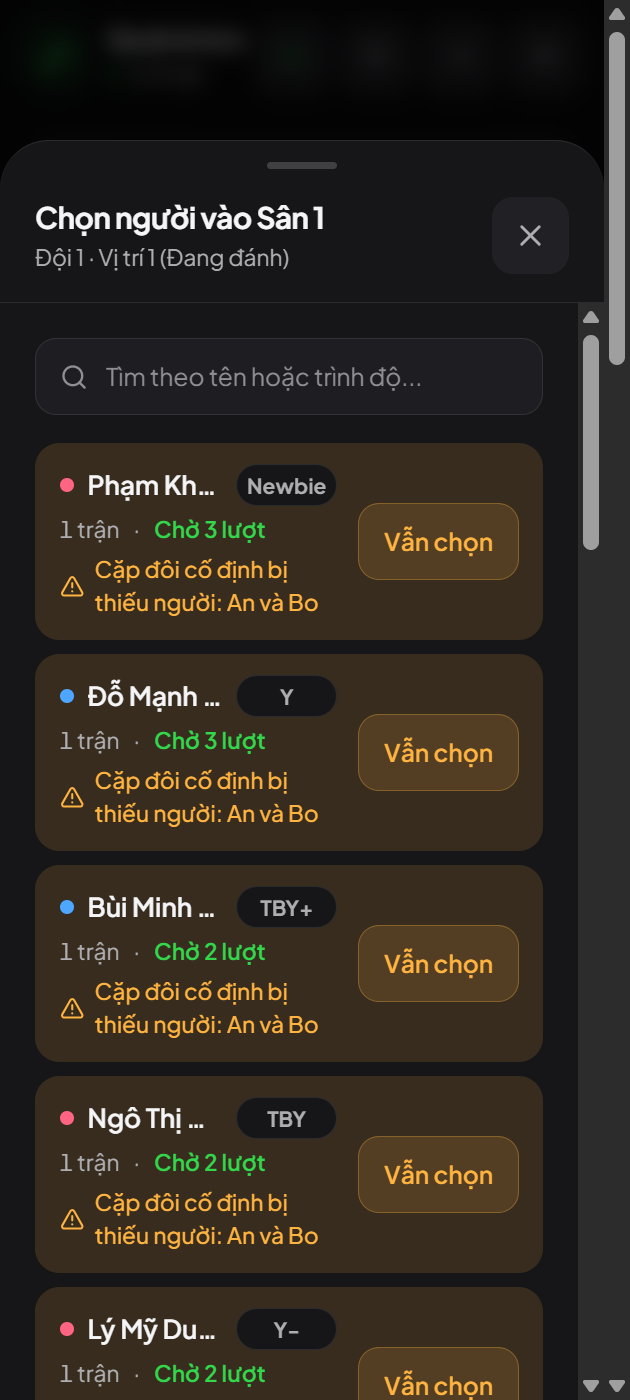 Chọn người vào Sân 1
Đội 1 · Vị trí 1 (Đang đánh)
Tìm theo tên hoặc trình độ...
Phạm Kh... Newbie
1 trận · Chờ 3 lượt
Vẫn chọn
Cặp đôi cố định bị
thiếu người: An và Bo
Đỗ Mạnh ... Y
1 trận · Chờ 3 lượt
Vẫn chọn
Cặp đôi cố định bị
thiếu người: An và Bo
Bùi Minh ... TBY+
1 trận · Chờ 2 lượt
Vẫn chọn
Cặp đôi cố định bị
thiếu người: An và Bo
Ngô Thị ... TBY
1 trận · Chờ 2 lượt
Vẫn chọn
Cặp đôi cố định bị
thiếu người: An và Bo
Lý Mỹ Du... Y-
1 trận · Chờ 2 lượt
Vẫn chọn